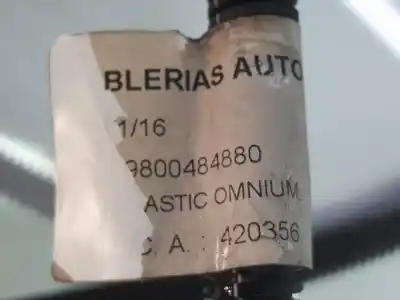 BLERIAS AUTO
1/16
9800484880
ASTIC OMNIUM
C. A. : 420356